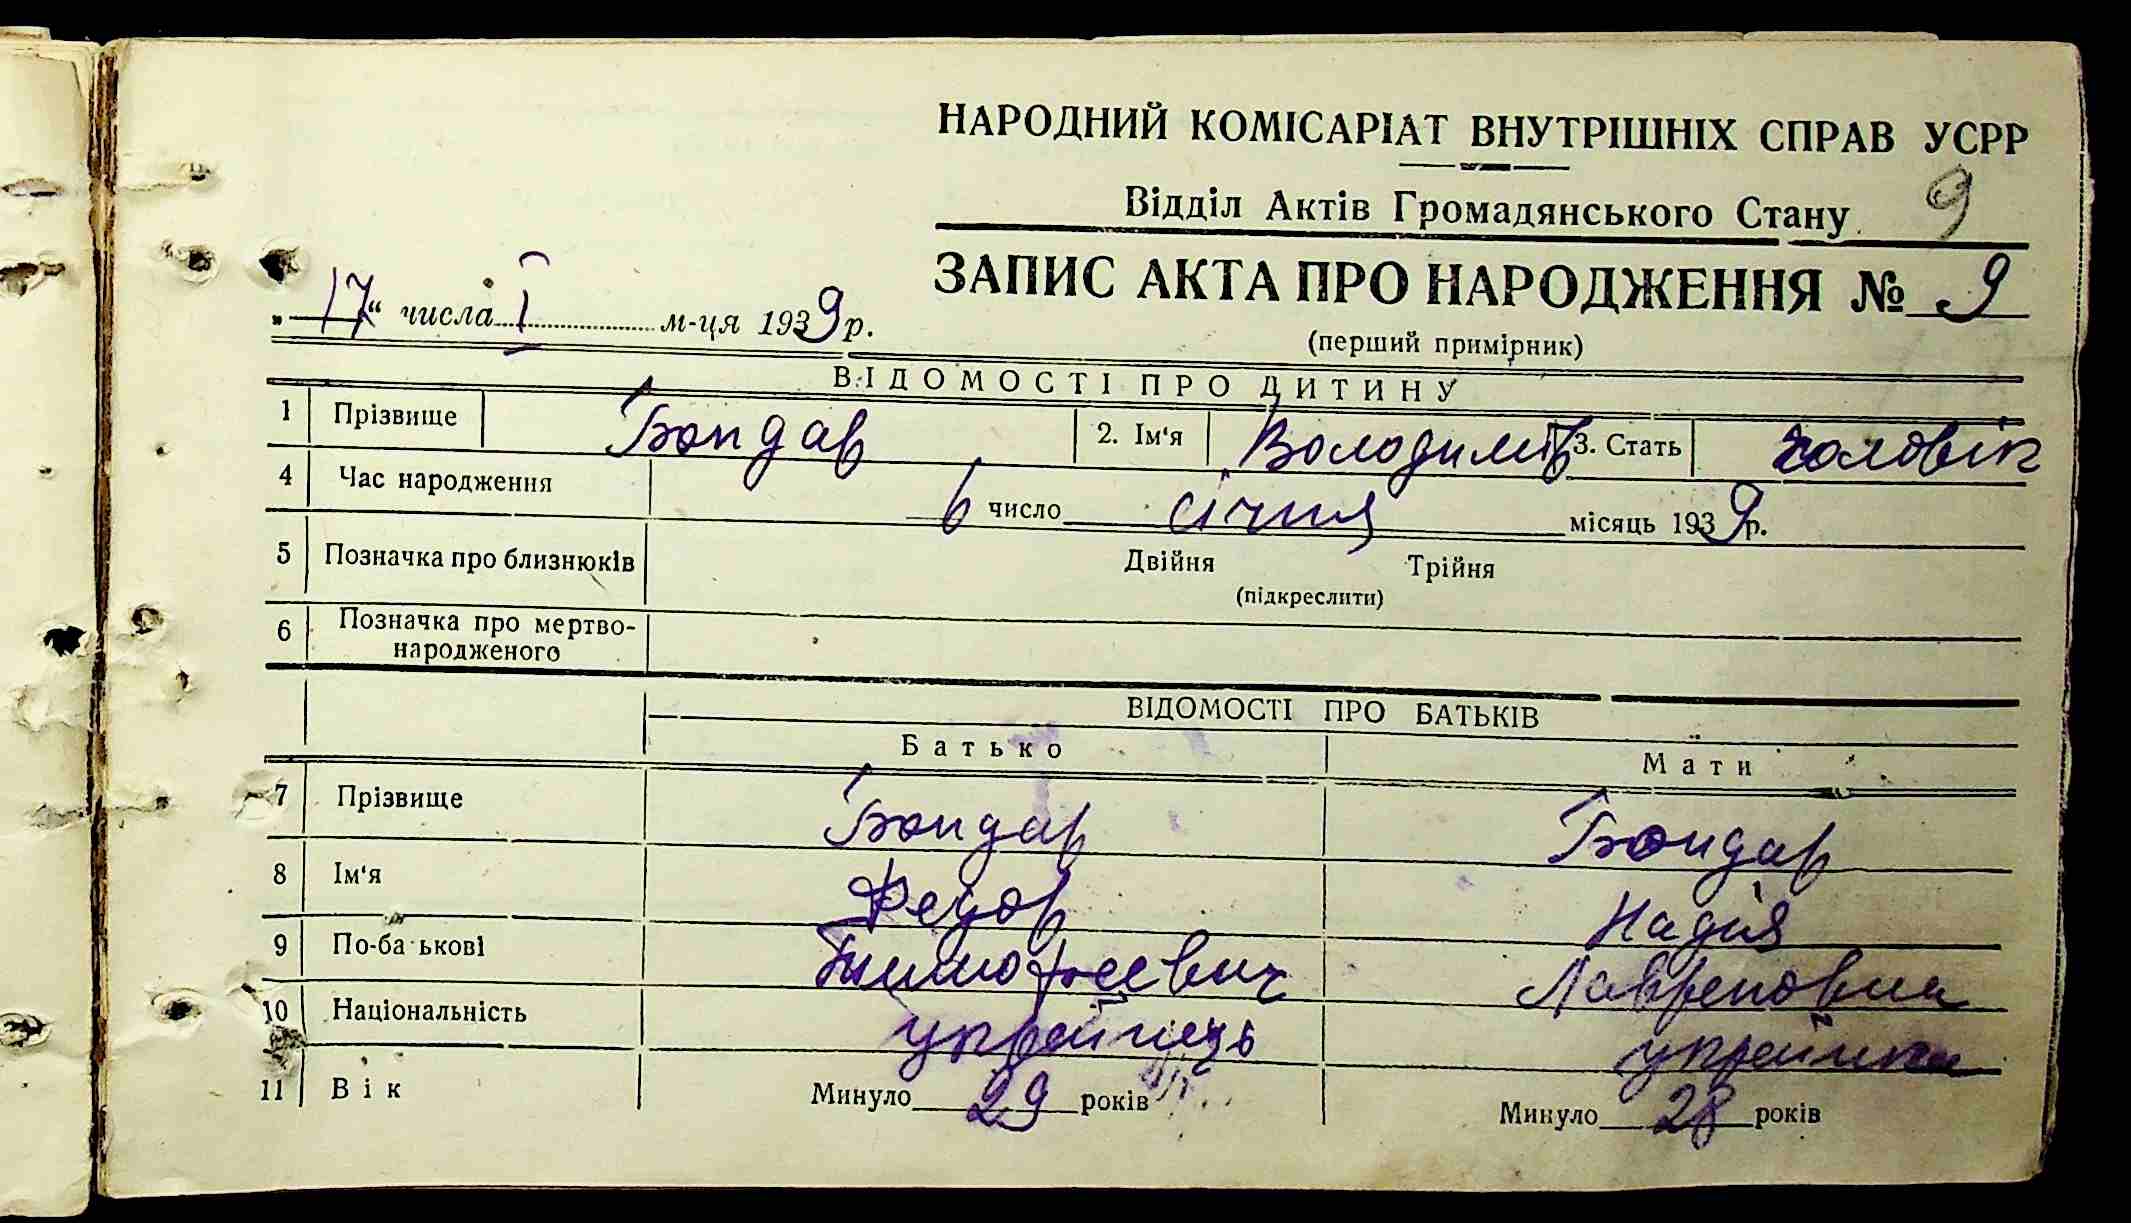 НАРОДНИЙ КОМІСАРІАТ ВНУТРІШНІХ СПРАВ УСРР
Відділ Актів Громадянського Стану 9
ЗАПИС АКТА ПРО НАРОДЖЕННЯ № 9
„17“ числа I м-ця 1939 р.
(перший примірник)
ВІДОМОСТІ ПРО ДИТИНУ
1 Прізвище Бондар 2. Ім'я Володимір 3. Стать чоловік
4 Час народження 6 число січня місяць 1939 р.
5 Позначка про близнюків Двійня Трійня
(підкреслити)
6 Позначка про мертво-
народженого
ВІДОМОСТІ ПРО БАТЬКІВ
Батько Мати
7 Прізвище Бондар Бондар
8 Ім'я Федор Надія
9 По-батькові Тимофеевич Лавреновна
10 Національність українець українка
11 Вік Минуло 29 років Минуло 28 років